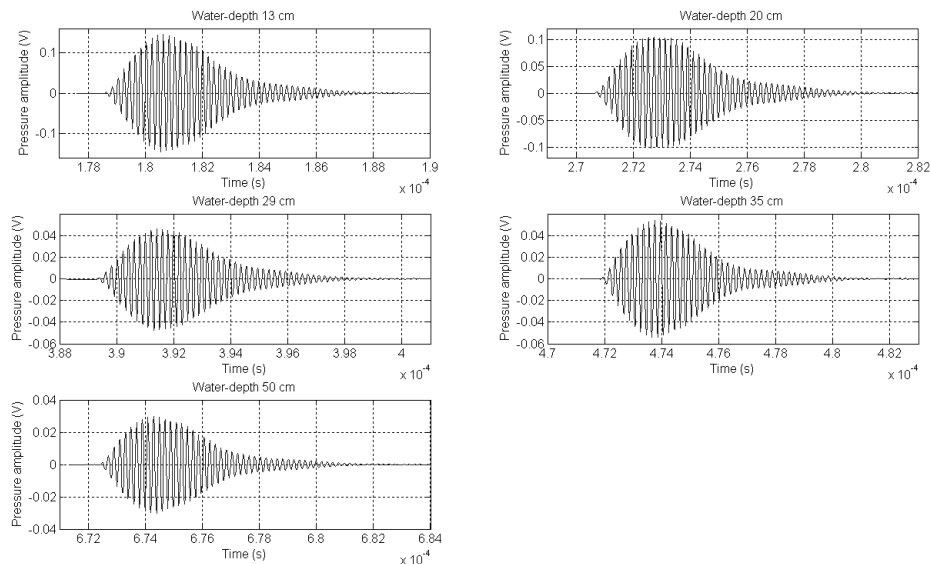 Water-depth 13 cm
Pressure amplitude (V)
0.1
0
-0.1
1.78 1.8 1.82 1.84 1.86 1.88 1.9
Time (s)
x 10-4
Water-depth 20 cm
Pressure amplitude (V)
0.1
0.05
0
-0.05
-0.1
2.7 2.72 2.74 2.76 2.78 2.8 2.82
Time (s)
x 10-4
Water-depth 29 cm
Pressure amplitude (V)
0.04
0.02
0
-0.02
-0.04
-0.06
3.88 3.9 3.92 3.94 3.96 3.98 4
Time (s)
x 10-4
Water-depth 35 cm
Pressure amplitude (V)
0.04
0.02
0
-0.02
-0.04
-0.06
4.7 4.72 4.74 4.76 4.78 4.8 4.82
Time (s)
x 10-4
Water-depth 50 cm
Pressure amplitude (V)
0.04
0.02
0
-0.02
-0.04
6.72 6.74 6.76 6.78 6.8 6.82 6.84
Time (s)
x 10-4